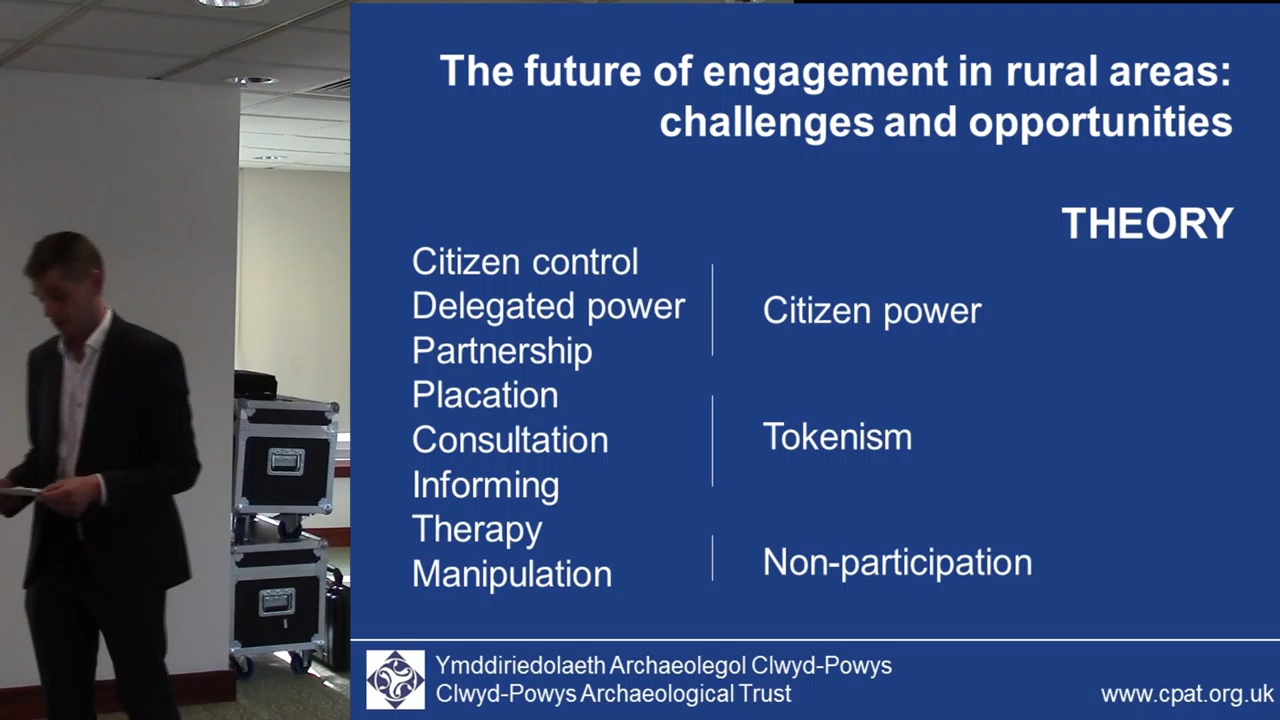 The future of engagement in rural areas:
challenges and opportunities
THEORY
Citizen control
Delegated power
Partnership
Placation
Consultation
Informing
Therapy
Manipulation
Citizen power
Tokenism
Non-participation
Ymddiriedolaeth Archaeolegol Clwyd-Powys
Clwyd-Powys Archaeological Trust
www.cpat.org.uk